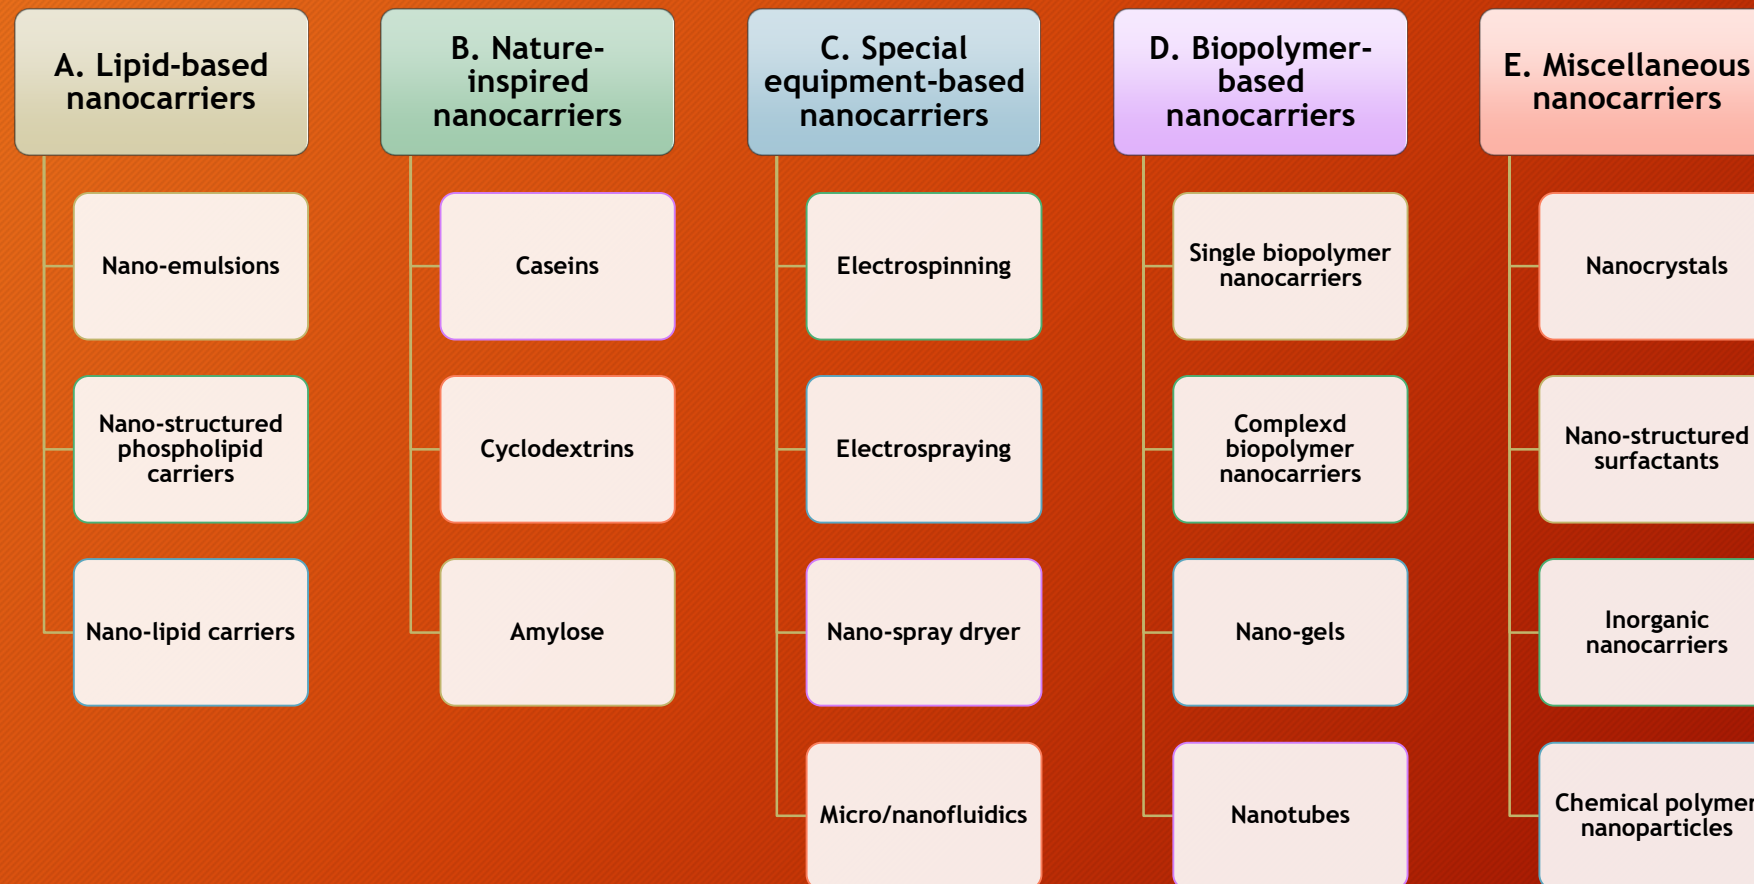 A. Lipid-based
nanocarriers
Nano-emulsions
Nano-structured
phospholipid
carriers
Nano-lipid carriers
B. Nature-
inspired
nanocarriers
Caseins
Cyclodextrins
Amylose
C. Special
equipment-based
nanocarriers
Electrospinning
Electrospraying
Nano-spray dryer
Micro/nanofluidics
D. Biopolymer-
based
nanocarriers
Single biopolymer
nanocarriers
Complexd
biopolymer
nanocarriers
Nano-gels
Nanotubes
E. Miscellaneous
nanocarriers
Nanocrystals
Nano-structured
surfactants
Inorganic
nanocarriers
Chemical polymer
nanoparticles